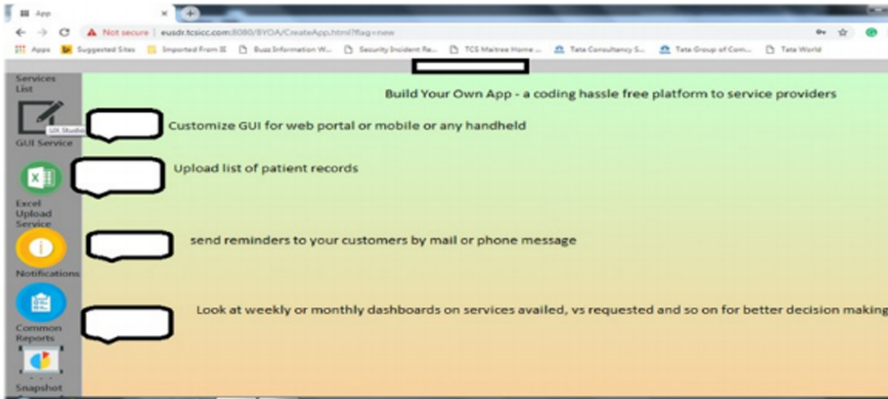 App
Not secure | eusdr.tcsicc.com:8080/BYOA/CreateApp.html?flag=new
Apps Suggested Sites Imported From IE Buss Information W... Security Incident Re... TCS Maitree Home ... Tata Consultancy S... Tata Group of Com... Tata World
Services
List
Build Your Own App - a coding hassle free platform to service providers
UX Studio
Customize GUI for web portal or mobile or any handheld
GUI Service
Upload list of patient records
Excel
Upload
Service
send reminders to your customers by mail or phone message
Notifications
Look at weekly or monthly dashboards on services availed, vs requested and so on for better decision making
Common
Reports
Snapshot